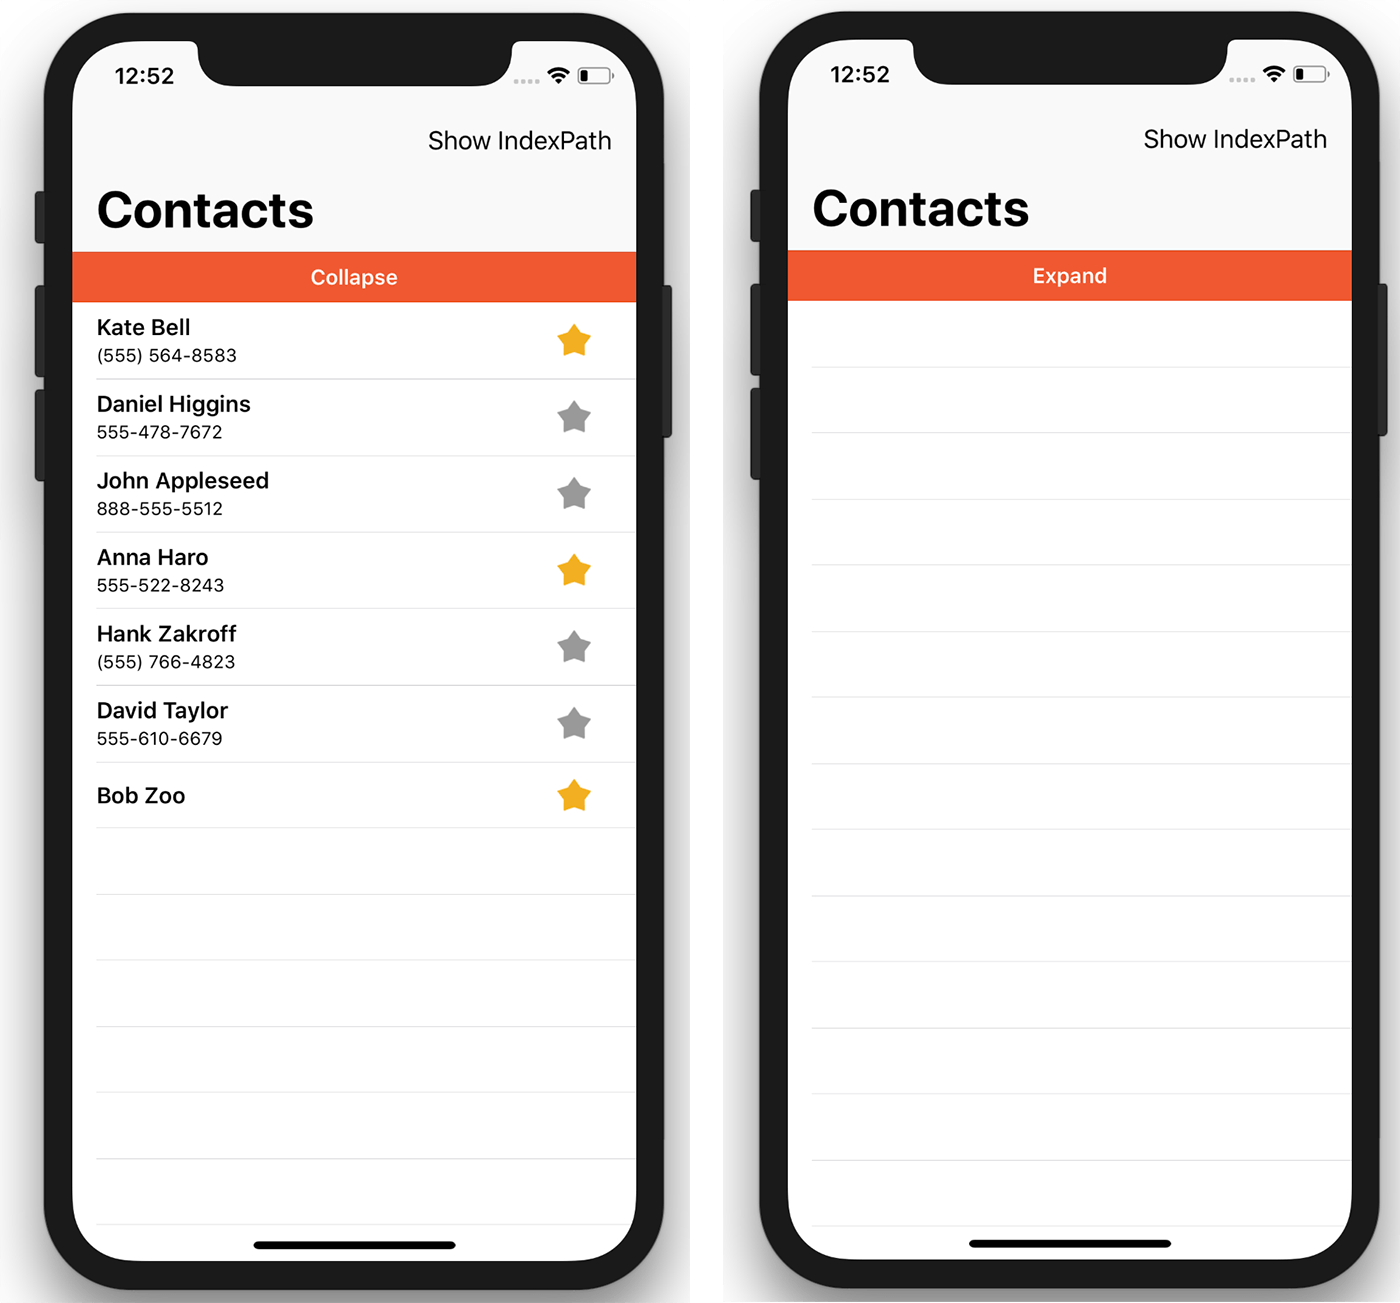 12:52
Show IndexPath
Contacts
Collapse
Kate Bell
(555) 564-8583
Daniel Higgins
555-478-7672
John Appleseed
888-555-5512
Anna Haro
555-522-8243
Hank Zakroff
(555) 766-4823
David Taylor
555-610-6679
Bob Zoo
12:52
Show IndexPath
Contacts
Expand